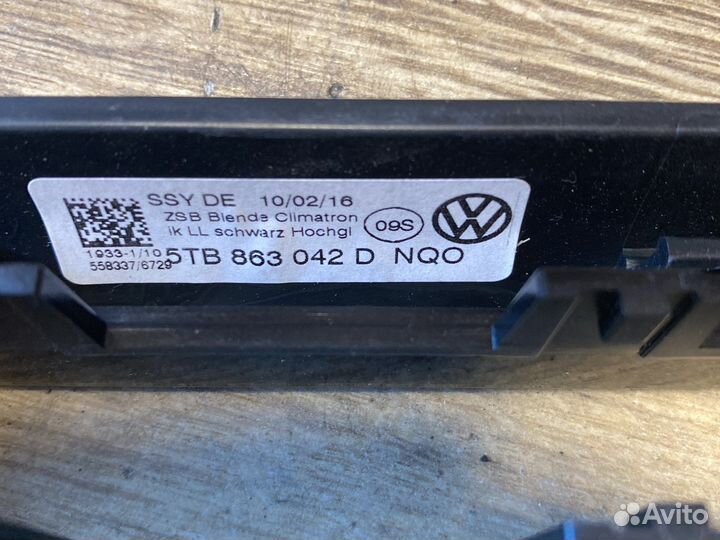 SSY DE 10/02/16
ZSB Blende Climatron
ik LL schwarz Hochgl
09S
1933-1/10
558337/6729
5TB 863 042 D NQ0
Avito